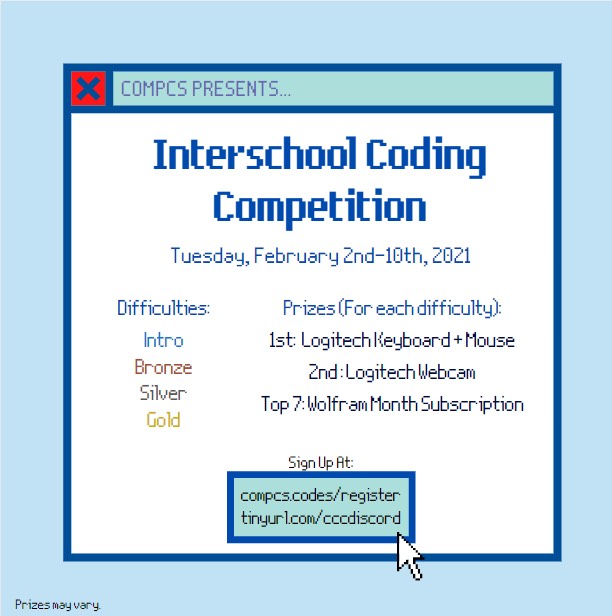 COMPCS PRESENTS...
Interschool Coding
Competition
Tuesday, February 2nd-10th, 2021
Difficulties:
Intro
Bronze
Silver
Gold
Prizes (For each difficulty):
1st: Logitech Keyboard + Mouse
2nd: Logitech Webcam
Top 7: Wolfram Month Subscription
Sign Up At:
compcs.codes/register
tinyurl.com/cccdiscord
Prizes may vary.